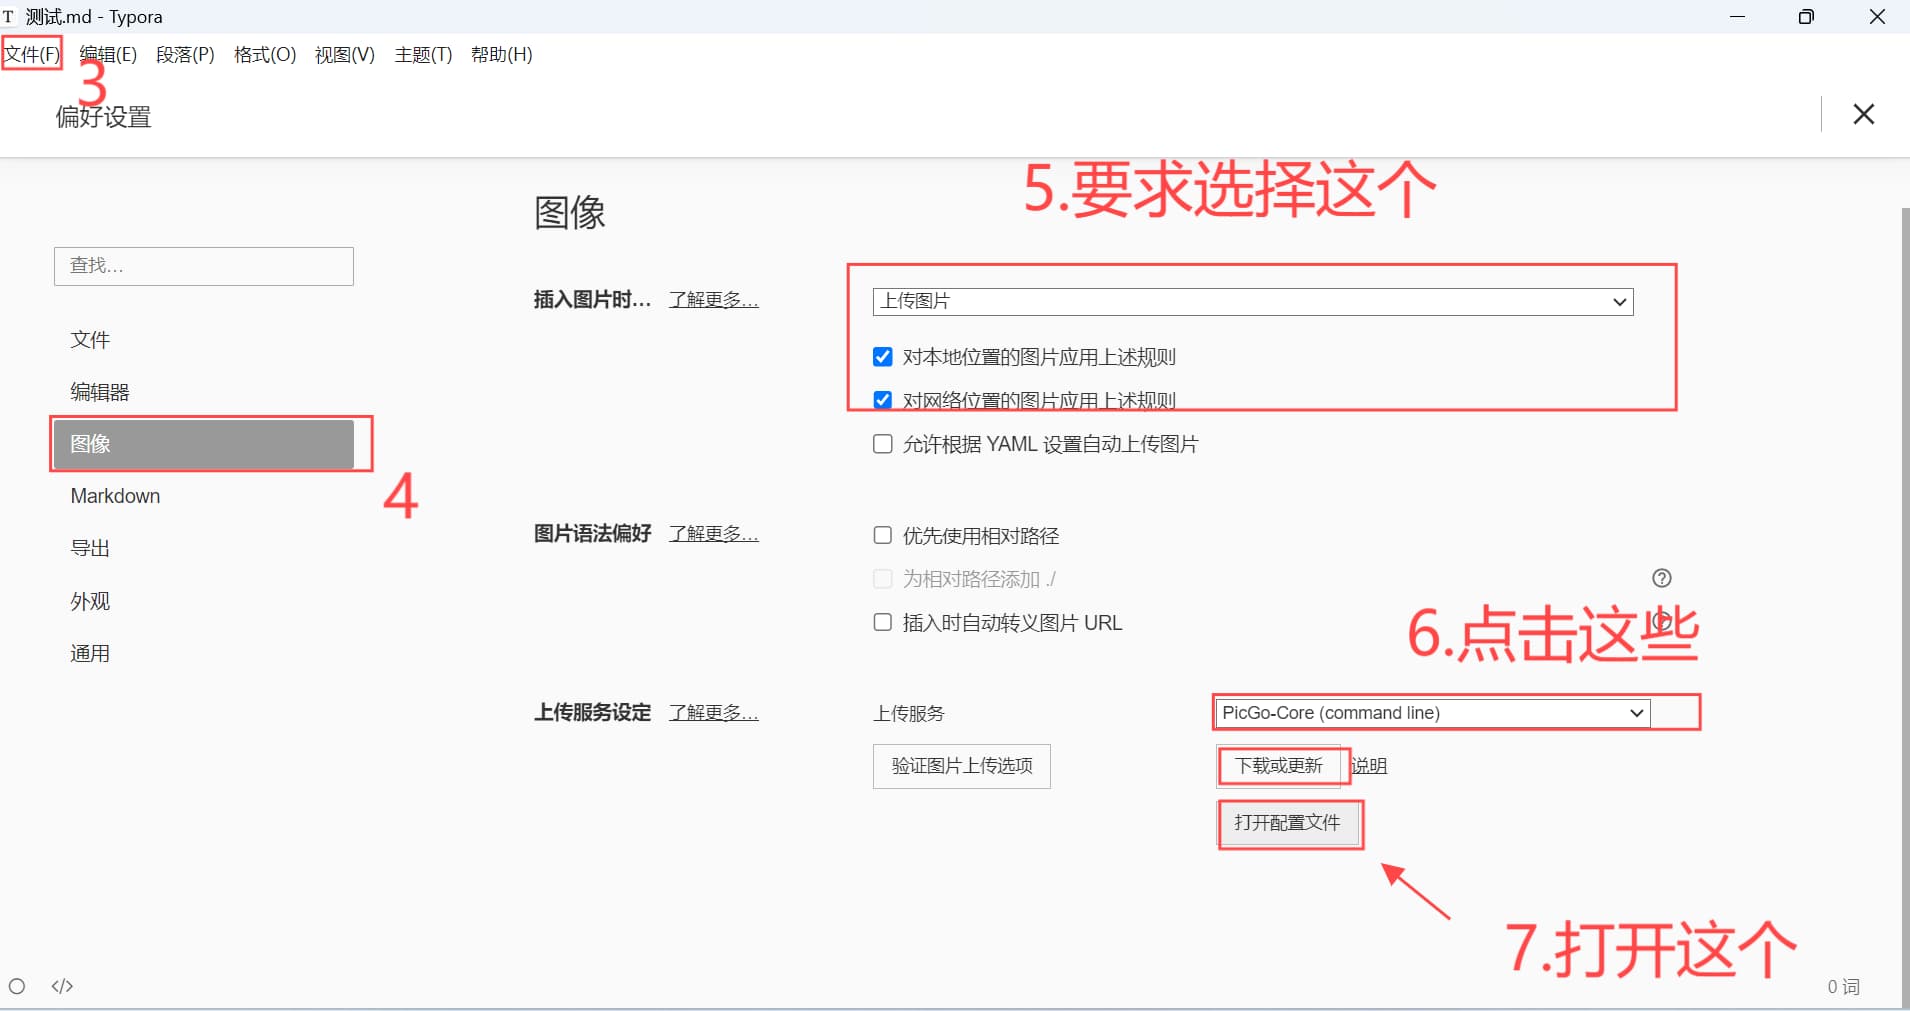 T 测试.md - Typora
文件(F) 编辑(E) 段落(P) 格式(O) 视图(V) 主题(T) 帮助(H)
3
偏好设置
5.要求选择这个
图像
查找...
插入图片时... 了解更多... 上传图片
对本地位置的图片应用上述规则
对网络位置的图片应用上述规则
允许根据 YAML 设置自动上传图片
文件
编辑器
图像
4
Markdown
导出
外观
通用
图片语法偏好 了解更多... 优先使用相对路径
为相对路径添加 ./
插入时自动转义图片 URL
6.点击这些
上传服务设定 了解更多... 上传服务 PicGo-Core (command line)
验证图片上传选项 下载或更新 说明
打开配置文件
7.打开这个
</> 0 词